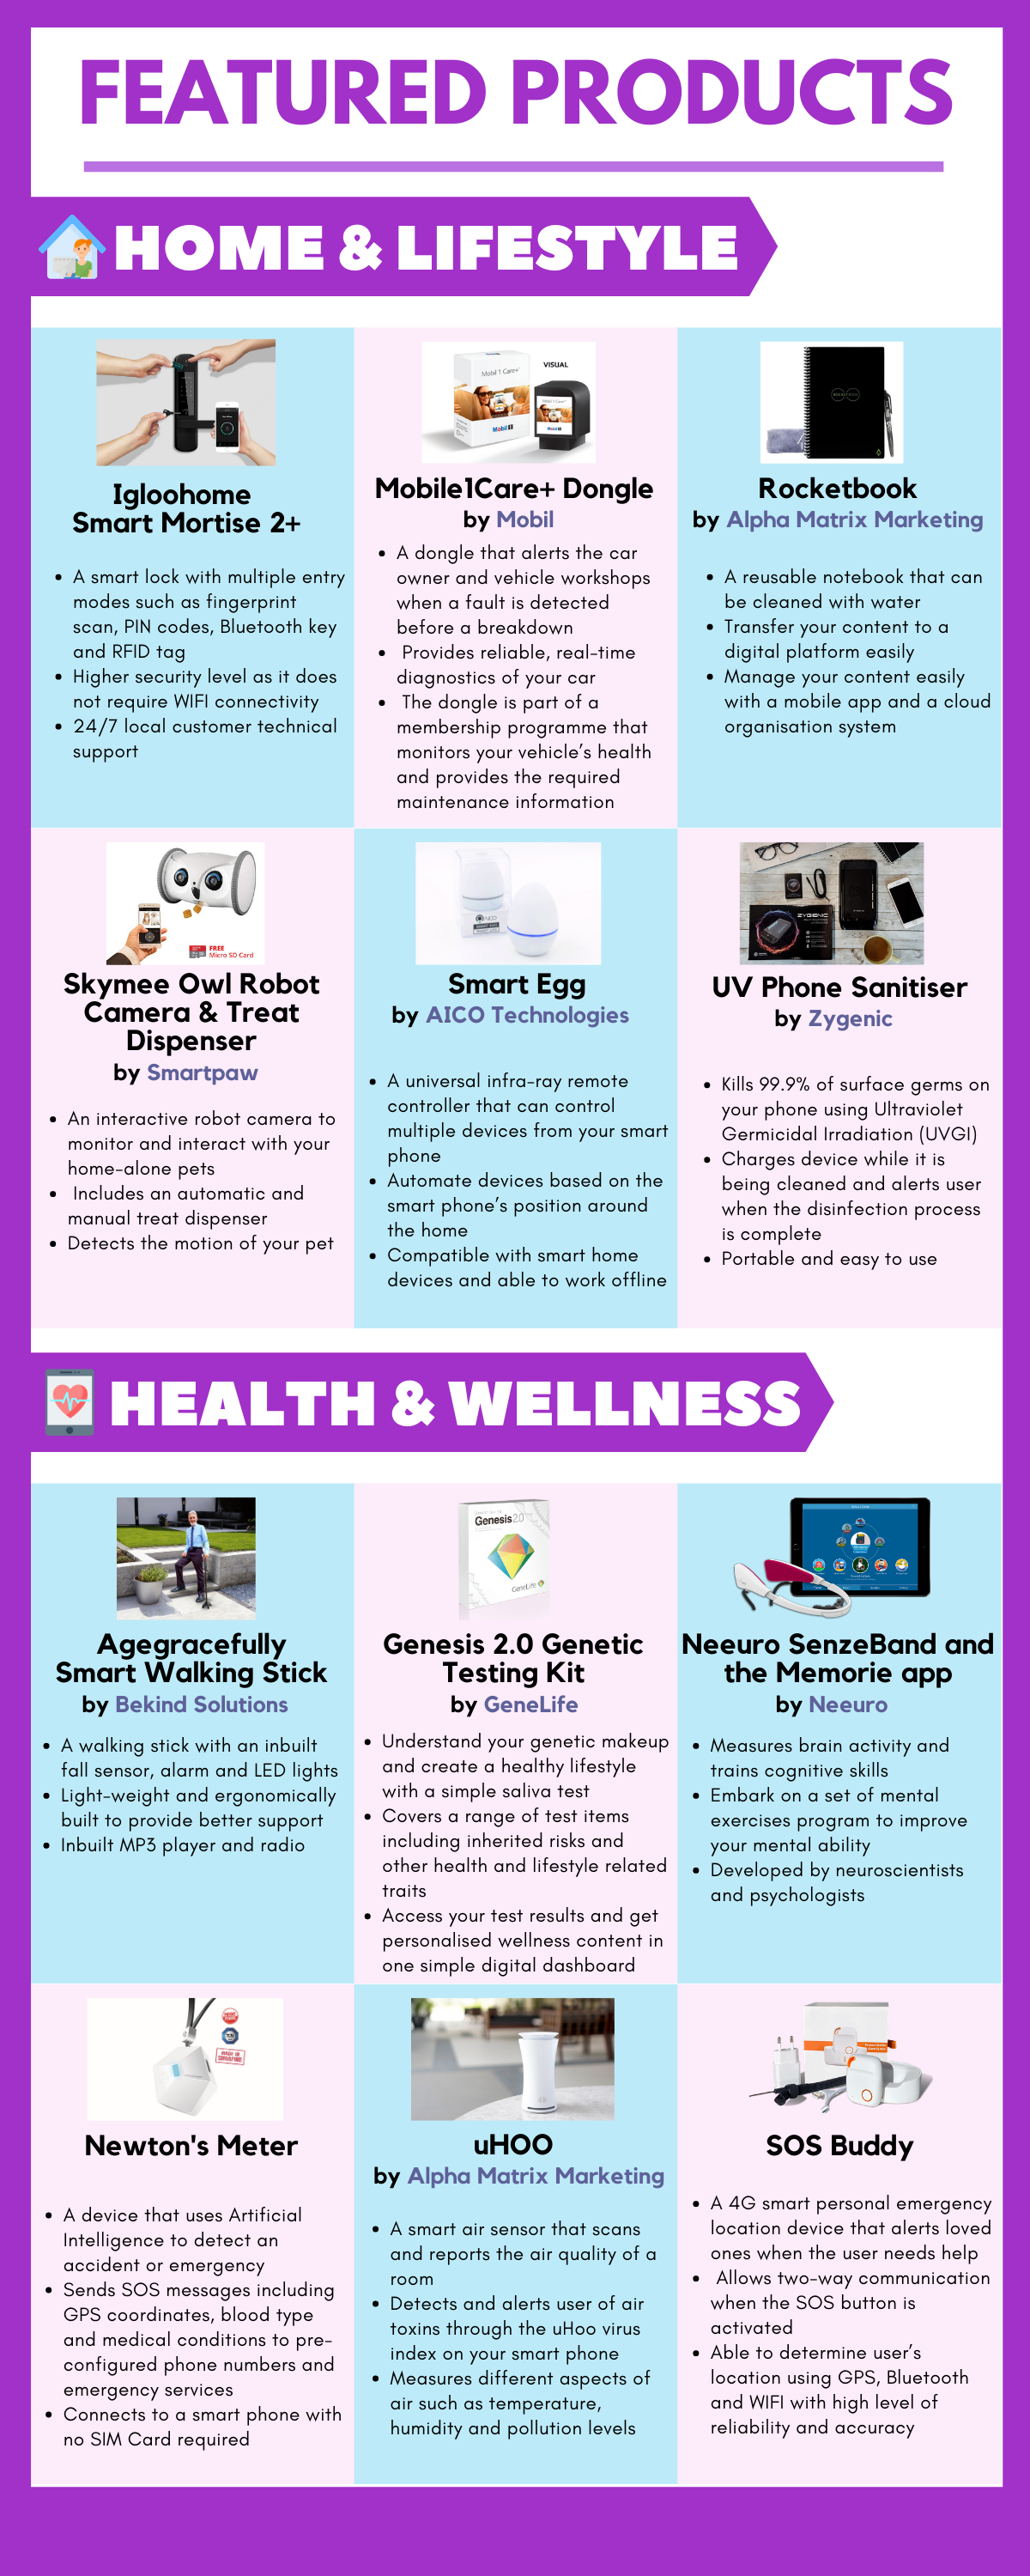 FEATURED PRODUCTS
HOME & LIFESTYLE
Igloohome
Smart Mortise 2+
• A smart lock with multiple entry
modes such as fingerprint
scan, PIN codes, Bluetooth key
and RFID tag
• Higher security level as it does
not require WIFI connectivity
• 24/7 local customer technical
support
Mobil 1 Care+
VISUAL
Mobil 1
Mobile1Care+ Dongle
by Mobil
• A dongle that alerts the car
owner and vehicle workshops
when a fault is detected
before a breakdown
• Provides reliable, real-time
diagnostics of your car
• The dongle is part of a
membership programme that
monitors your vehicle's health
and provides the required
maintenance information
Rocketbook
by Alpha Matrix Marketing
• A reusable notebook that can
be cleaned with water
• Transfer your content to a
digital platform easily
• Manage your content easily
with a mobile app and a cloud
organisation system
FREE
Micro SD Card
Skymee Owl Robot
Camera & Treat
Dispenser
by Smartpaw
• An interactive robot camera to
monitor and interact with your
home-alone pets
• Includes an automatic and
manual treat dispenser
• Detects the motion of your pet
AICO
Smart Egg
by AICO Technologies
• A universal infra-ray remote
controller that can control
multiple devices from your smart
phone
• Automate devices based on the
smart phone's position around
the home
• Compatible with smart home
devices and able to work offline
ZYGIENIC
UV Phone Sanitiser
by Zygenic
• Kills 99.9% of surface germs on
your phone using Ultraviolet
Germicidal Irradiation (UVGI)
• Charges device while it is
being cleaned and alerts user
when the disinfection process
is complete
• Portable and easy to use
HEALTH & WELLNESS
Agegracefully
Smart Walking Stick
by Bekind Solutions
• A walking stick with an inbuilt
fall sensor, alarm and LED lights
• Light-weight and ergonomically
built to provide better support
• Inbuilt MP3 player and radio
Genesis2.0
GeneLife
Genesis 2.0 Genetic
Testing Kit
by GeneLife
• Understand your genetic makeup
and create a healthy lifestyle
with a simple saliva test
• Covers a range of test items
including inherited risks and
other health and lifestyle related
traits
• Access your test results and get
personalised wellness content in
one simple digital dashboard
Neeuro SenzeBand and
the Memorie app
by Neeuro
• Measures brain activity and
trains cognitive skills
• Embark on a set of mental
exercises program to improve
your mental ability
• Developed by neuroscientists
and psychologists
Newton's Meter
• A device that uses Artificial
Intelligence to detect an
accident or emergency
• Sends SOS messages including
GPS coordinates, blood type
and medical conditions to pre-
configured phone numbers and
emergency services
• Connects to a smart phone with
no SIM Card required
uHOO
by Alpha Matrix Marketing
• A smart air sensor that scans
and reports the air quality of a
room
• Detects and alerts user of air
toxins through the uHoo virus
index on your smart phone
• Measures different aspects of
air such as temperature,
humidity and pollution levels
SOS Buddy
• A 4G smart personal emergency
location device that alerts loved
ones when the user needs help
• Allows two-way communication
when the SOS button is
activated
• Able to determine user's
location using GPS, Bluetooth
and WIFI with high level of
reliability and accuracy